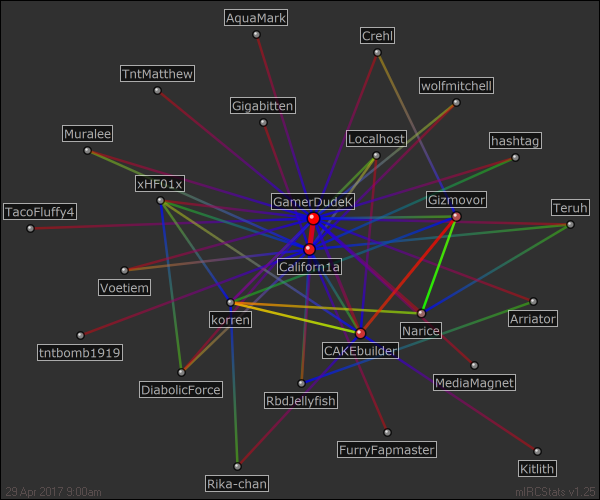 AquaMark
Crehl
TntMatthew
wolfmitchell
Gigabitten
Muralee
Localhost
hashtag
xHF01x
GamerDudeK
Gizmovor
TacoFluffy4
Teruh
Californ1a
Voetiem
korren
Arriator
Narice
tntbomb1919
CAKEbuilder
DiabolicForce
MediaMagnet
RbdJellyfish
FurryFapmaster
Kitlith
Rika-chan
29 Apr 2017 9:00am
mIRCStats v1.25